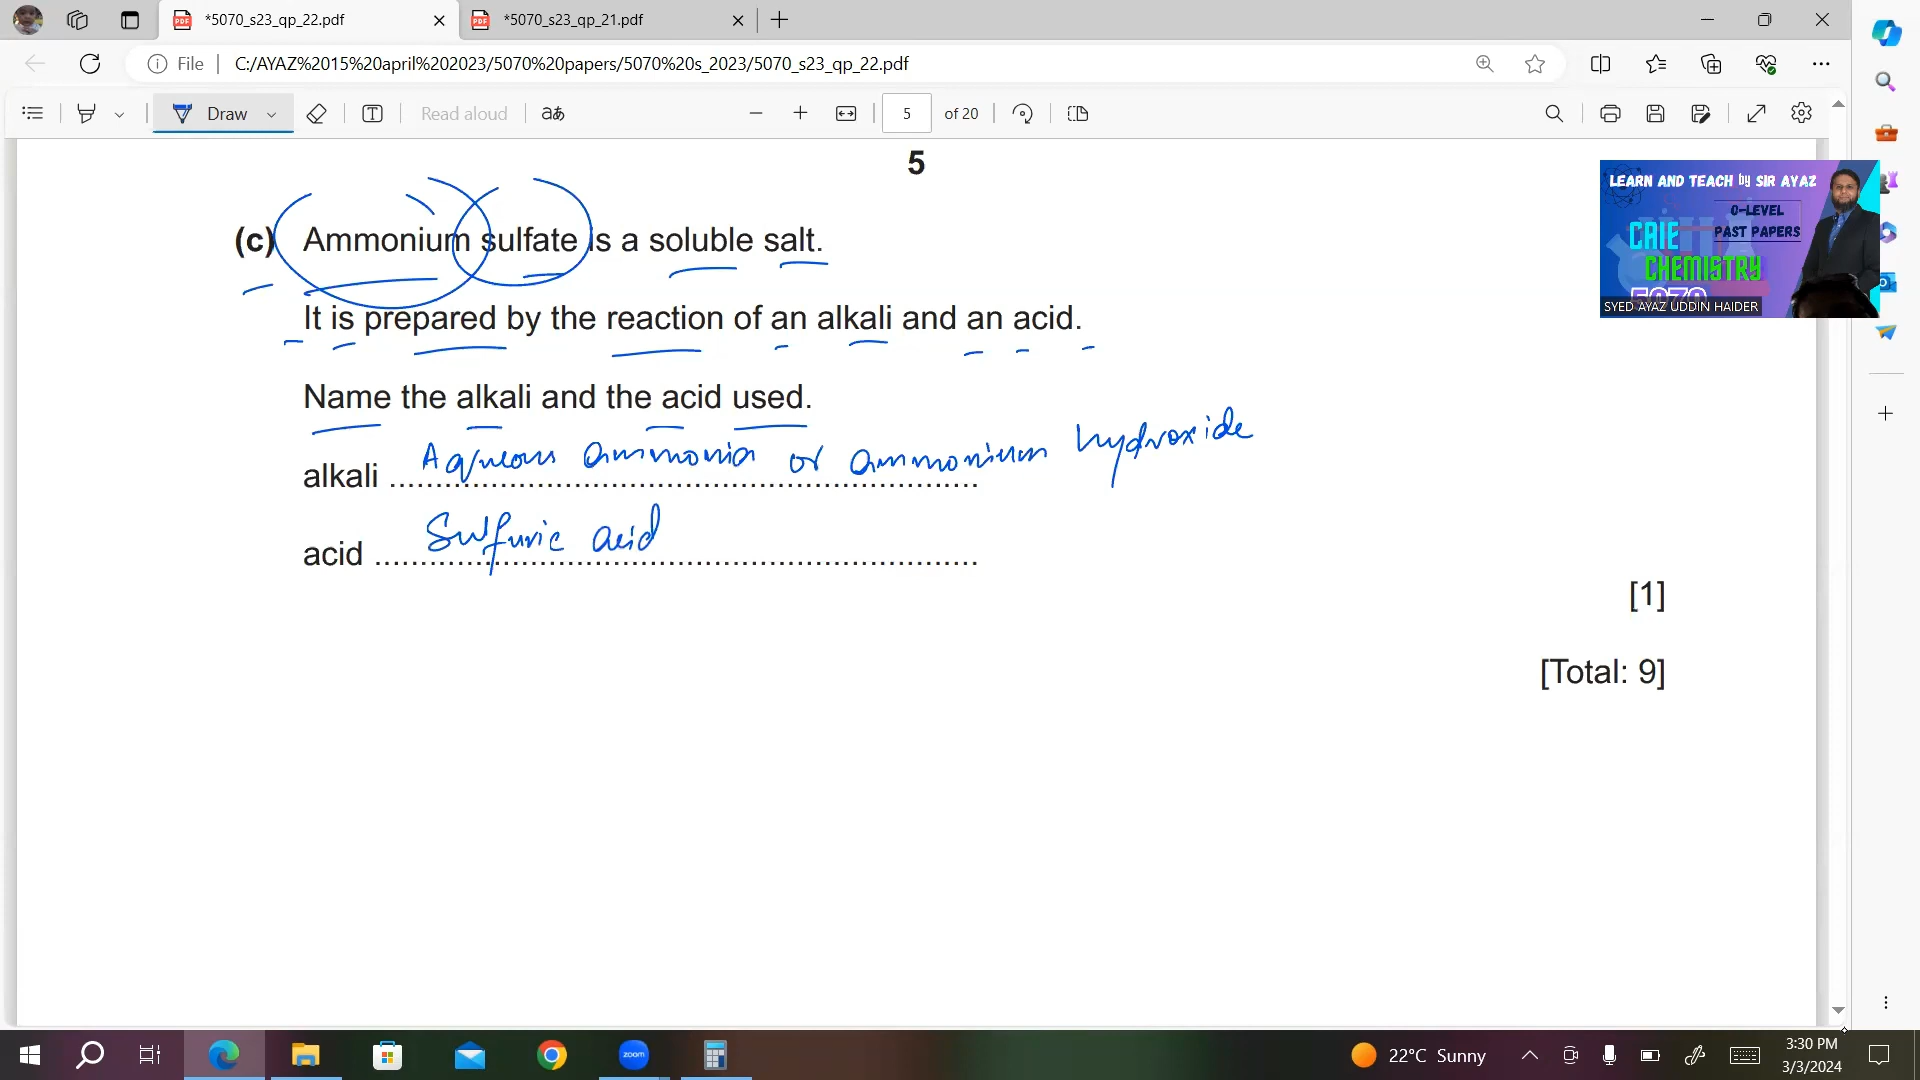 *5070_s23_qp_22.pdf
*5070_s23_qp_21.pdf
File C:/AYAZ%2015%20april%202023/5070%20papers/5070%20s_2023/5070_s23_qp_22.pdf
Draw Read aloud aあ 5 of 20
5
(c) Ammonium sulfate is a soluble salt.
It is prepared by the reaction of an alkali and an acid.
Name the alkali and the acid used.
alkali Aqueous ammonia or ammonium hydroxide
acid Sulfuric acid
[1]
[Total: 9]
LEARN AND TEACH by SIR AYAZ
O-LEVEL
PAST PAPERS
CAIE
CHEMISTRY
5070
SYED AYAZ UDDIN HAIDER
zoom
22°C Sunny
3:30 PM
3/3/2024